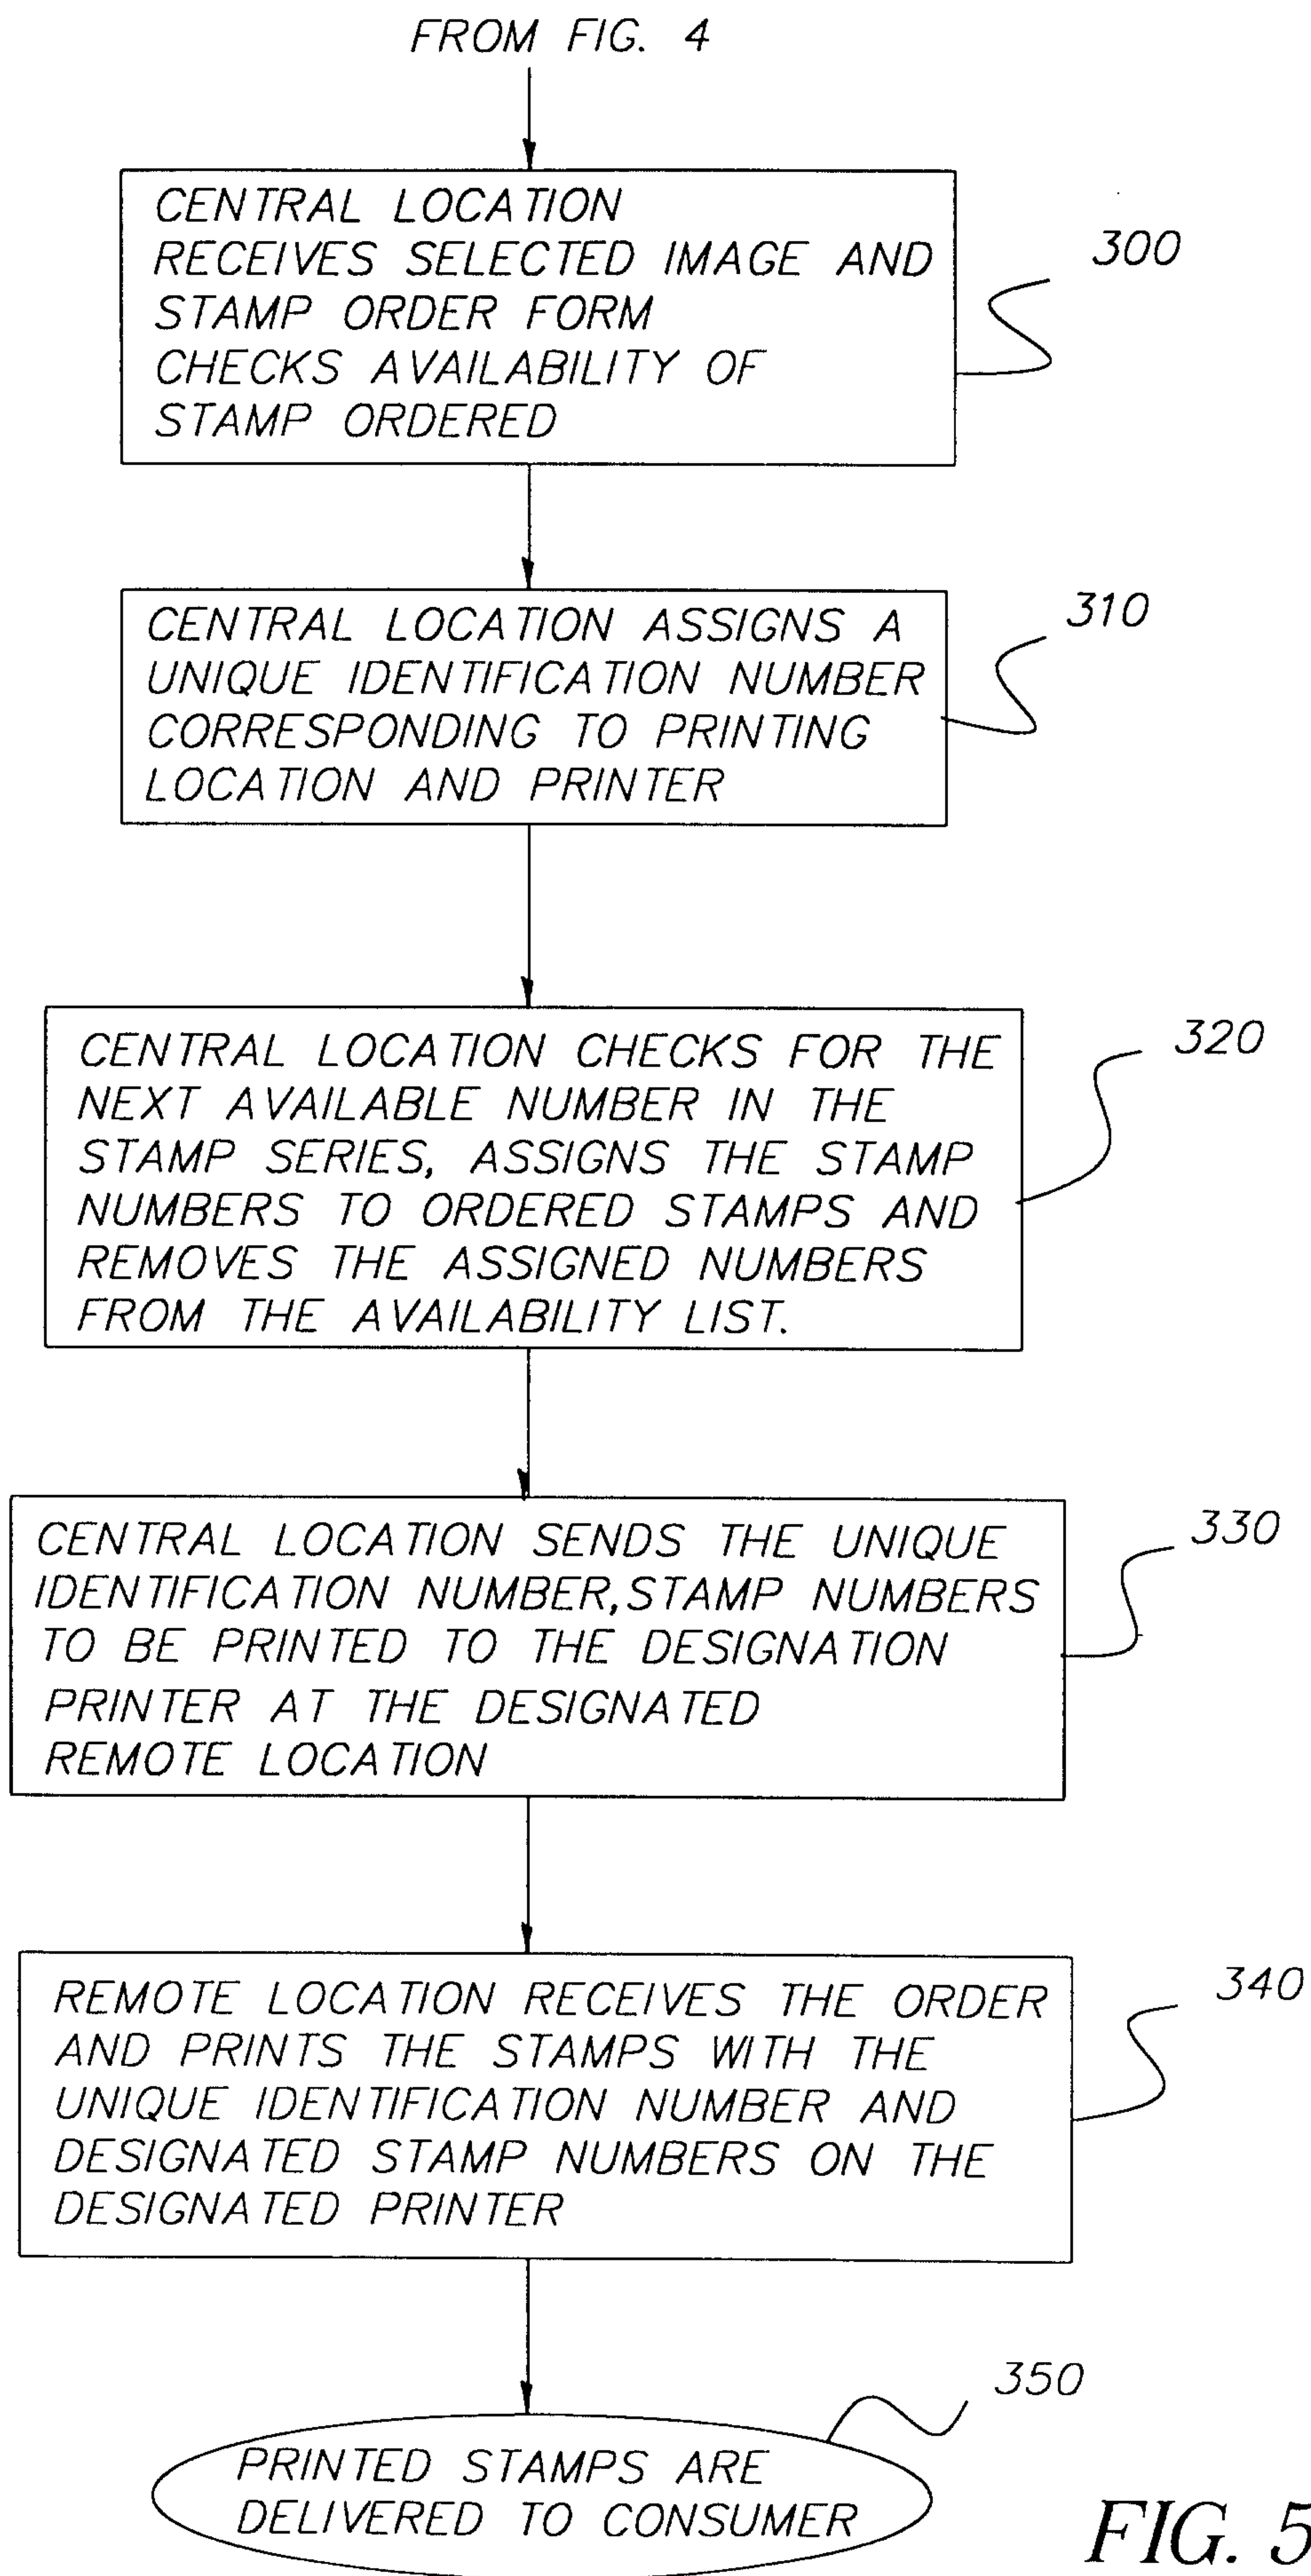 FROM FIG. 4
CENTRAL LOCATION
RECEIVES SELECTED IMAGE AND
STAMP ORDER FORM
CHECKS AVAILABILITY OF
STAMP ORDERED
300
CENTRAL LOCATION ASSIGNS A
UNIQUE IDENTIFICATION NUMBER
CORRESPONDING TO PRINTING
LOCATION AND PRINTER
310
CENTRAL LOCATION CHECKS FOR THE
NEXT AVAILABLE NUMBER IN THE
STAMP SERIES, ASSIGNS THE STAMP
NUMBERS TO ORDERED STAMPS AND
REMOVES THE ASSIGNED NUMBERS
FROM THE AVAILABILITY LIST.
320
CENTRAL LOCATION SENDS THE UNIQUE
IDENTIFICATION NUMBER, STAMP NUMBERS
TO BE PRINTED TO THE DESIGNATION
PRINTER AT THE DESIGNATED
REMOTE LOCATION
330
REMOTE LOCATION RECEIVES THE ORDER
AND PRINTS THE STAMPS WITH THE
UNIQUE IDENTIFICATION NUMBER AND
DESIGNATED STAMP NUMBERS ON THE
DESIGNATED PRINTER
340
PRINTED STAMPS ARE
DELIVERED TO CONSUMER
350
FIG. 5